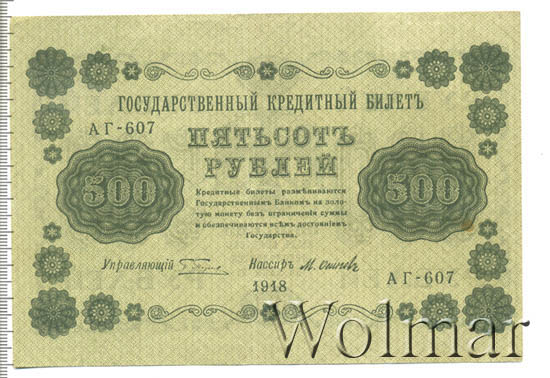 ГОСУДАРСТВЕННЫЙ КРЕДИТНЫЙ БИЛЕТЪ
АГ-607
ПЯТЬСОТЪ
РУБЛЕЙ
500
500
Кредитные билеты размѣниваются
Государственнымъ Банкомъ на золо-
тую монету безъ ограниченія суммы
и обезпечиваются всѣмъ достояніемъ
Государства.
Управляющій
Кассиръ
АГ-607
1918
Wolmar